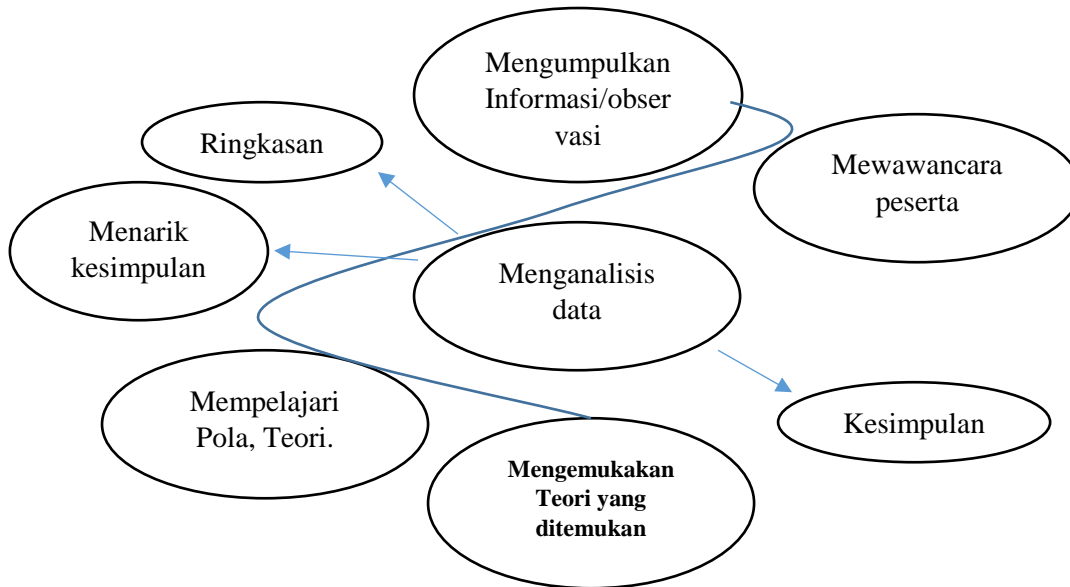 Mengumpulkan
Informasi/obser
vasi
Ringkasan
Mewawancara
peserta
Menarik
kesimpulan
Menganalisis
data
Mempelajari
Pola, Teori.
Kesimpulan
Mengemukakan
Teori yang
ditemukan